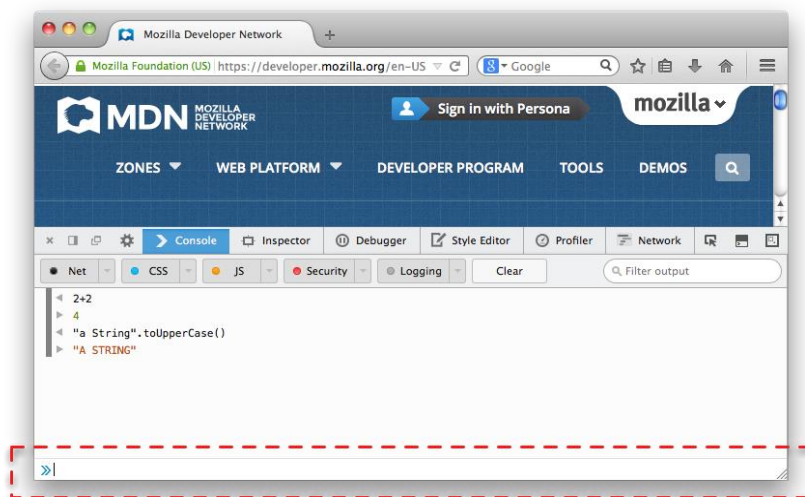 Mozilla Developer Network +
Mozilla Foundation (US) https://developer.mozilla.org/en-US Google
MDN MOZILLA DEVELOPER NETWORK Sign in with Persona mozilla
ZONES WEB PLATFORM DEVELOPER PROGRAM TOOLS DEMOS
Console Inspector Debugger Style Editor Profiler Network
Net CSS JS Security Logging Clear Filter output
2+2
4
"a String".toUpperCase()
"A STRING"
»